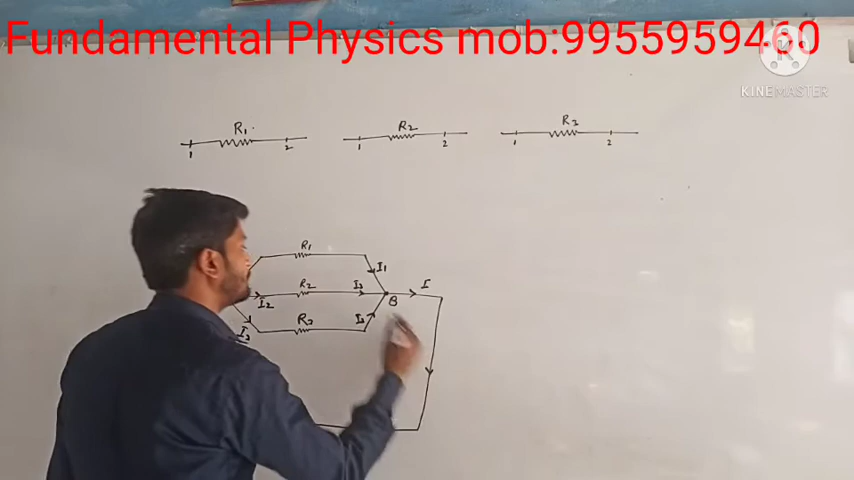 Fundamental Physics mob:9955959460
K
KINEMASTER
R1 R2 R3
1 2 1 2 1 2
R1
I1
R2 I2 I
I2 B
R3 I3
I3